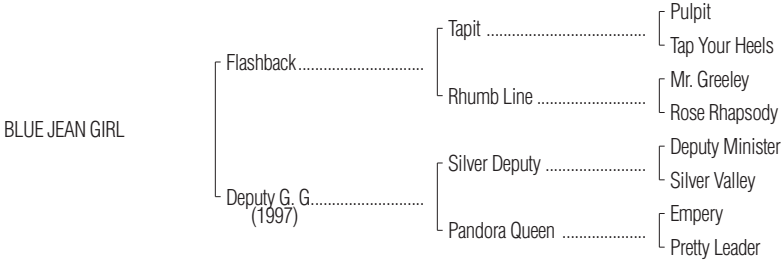 Pulpit
Tapit ....................................
Tap Your Heels
Flashback............................
Mr. Greeley
Rhumb Line ..............................
Rose Rhapsody
BLUE JEAN GIRL
Deputy Minister
Silver Deputy ............................
Silver Valley
Deputy G. G.........................
(1997)
Empery
Pandora Queen ........................
Pretty Leader